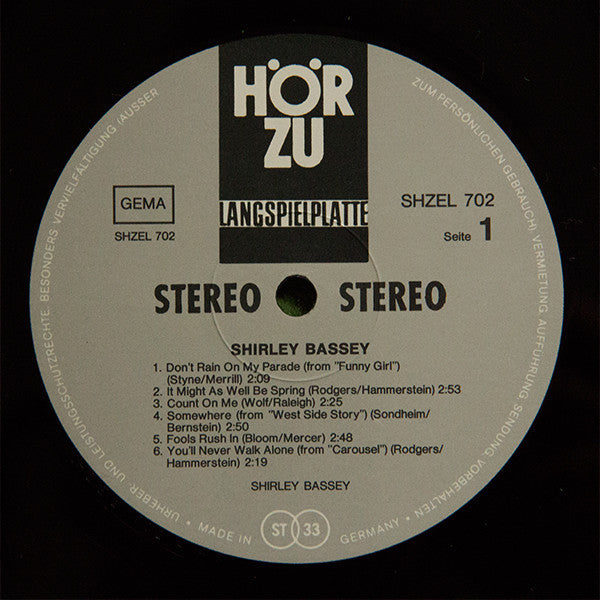 HÖR
ZU
LANGSPIELPLATTE
GEMA
SHZEL 702
SHZEL 702
Seite 1
STEREO STEREO
SHIRLEY BASSEY
1. Don't Rain On My Parade (from "Funny Girl")
(Styne/Merrill) 2:09
2. It Might As Well Be Spring (Rodgers/Hammerstein) 2:53
3. Count On Me (Wolf/Raleigh) 2:25
4. Somewhere (from "West Side Story") (Sondheim/
Bernstein) 2:50
5. Fools Rush In (Bloom/Mercer) 2:48
6. You'll Never Walk Alone (from "Carousel") (Rodgers/
Hammerstein) 2:19
SHIRLEY BASSEY
URHEBER- UND LEISTUNGSSCHUTZRECHTE, BESONDERS VERVIELFÄLTIGUNG (AUSSER
ZUM PERSÖNLICHEN GEBRAUCH), VERMIETUNG, AUFFÜHRUNG, SENDUNG, VORBEHALTEN
• MADE IN ST 33 GERMANY •